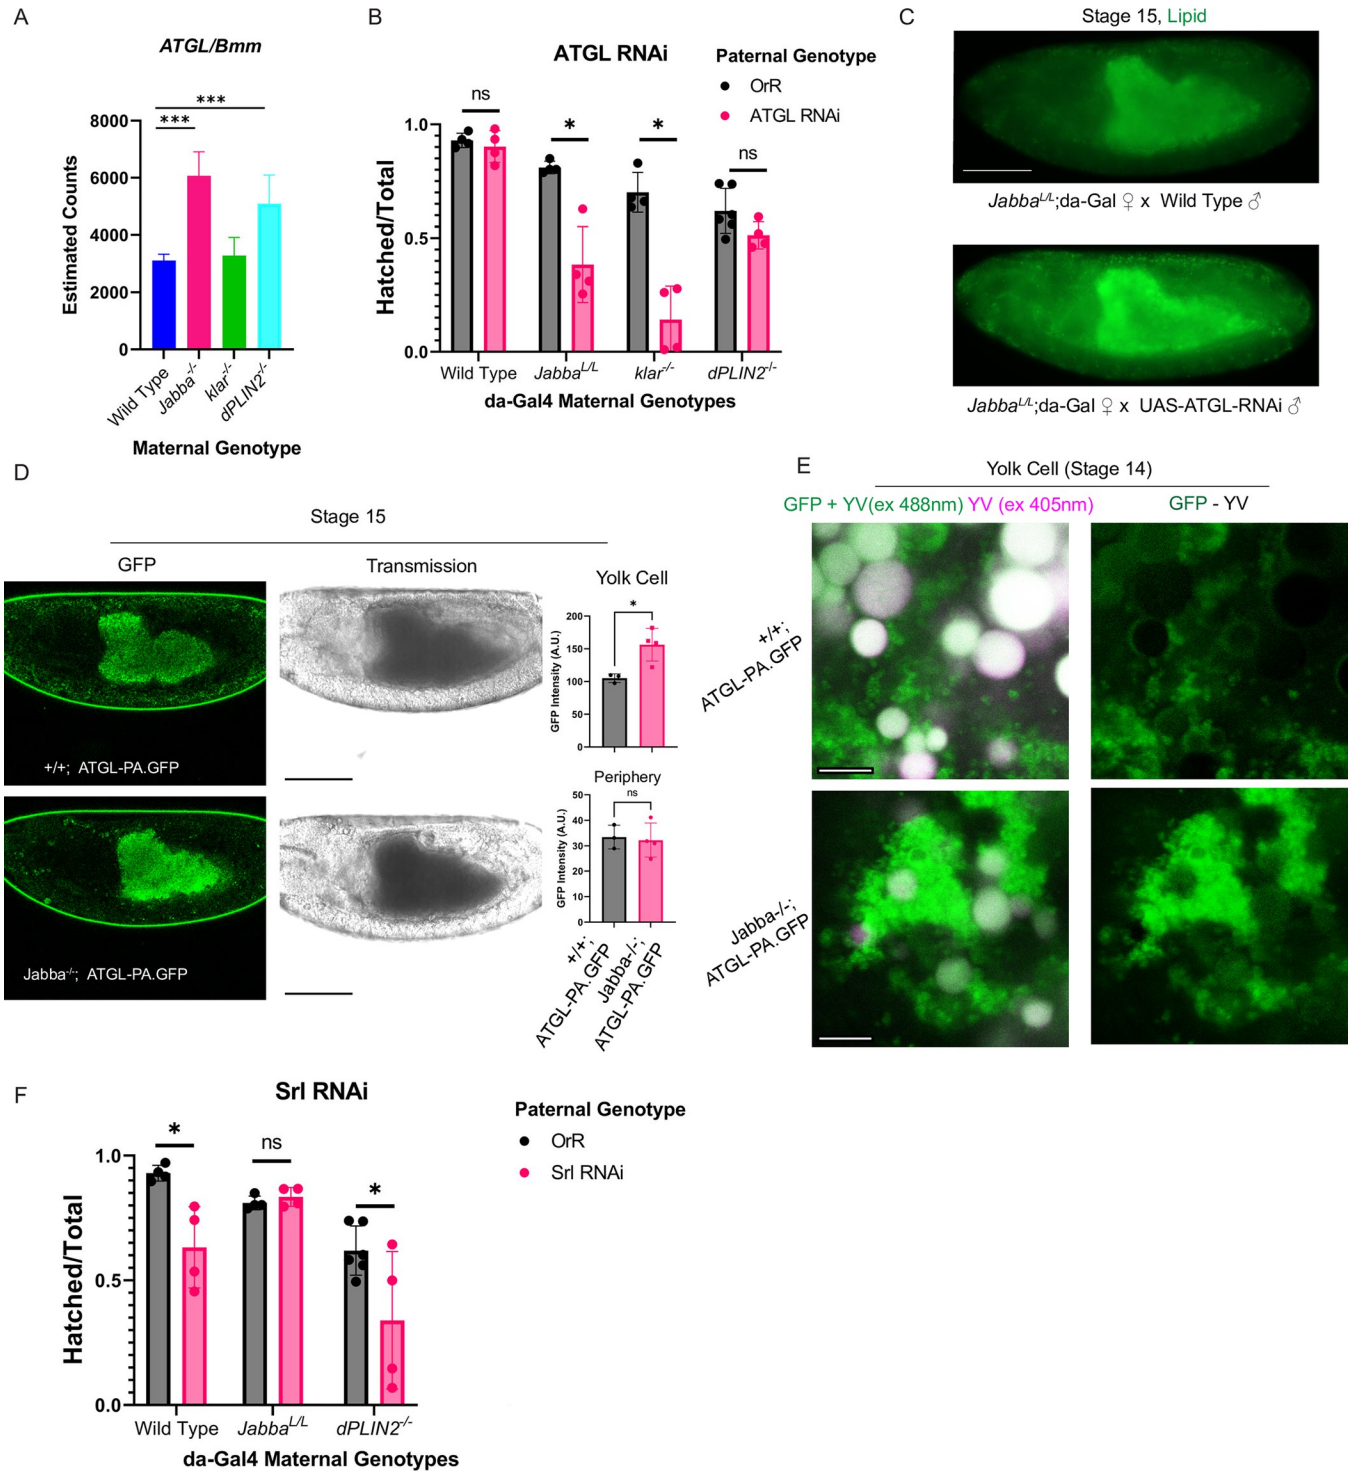 A
ATGL/Bmm
***
***
8000
6000
4000
2000
0
Estimated Counts
Wild Type
Jabba-/-
klar-/-
dPLIN2-/-
Maternal Genotype
B
ATGL RNAi
Paternal Genotype
OrR
ATGL RNAi
ns
*
*
ns
1.0
0.5
0.0
Hatched/Total
Wild Type
JabbaL/L
klar-/-
dPLIN2-/-
da-Gal4 Maternal Genotypes
C
Stage 15, Lipid
JabbaL/L;da-Gal ♀ x Wild Type ♂
JabbaL/L;da-Gal ♀ x UAS-ATGL-RNAi ♂
D
Stage 15
GFP
Transmission
+/+; ATGL-PA.GFP
Jabba-/-; ATGL-PA.GFP
Yolk Cell
*
200
150
100
50
0
GFP Intensity (A.U.)
Periphery
ns
50
40
30
20
10
0
GFP Intensity (A.U.)
+/+;
ATGL-PA.GFP
Jabba-/-;
ATGL-PA.GFP
E
Yolk Cell (Stage 14)
GFP + YV(ex 488nm) YV (ex 405nm)
GFP - YV
+/+;
ATGL-PA.GFP
Jabba-/-;
ATGL-PA.GFP
F
Srl RNAi
Paternal Genotype
OrR
Srl RNAi
*
ns
*
1.0
0.5
0.0
Hatched/Total
Wild Type
JabbaL/L
dPLIN2-/-
da-Gal4 Maternal Genotypes